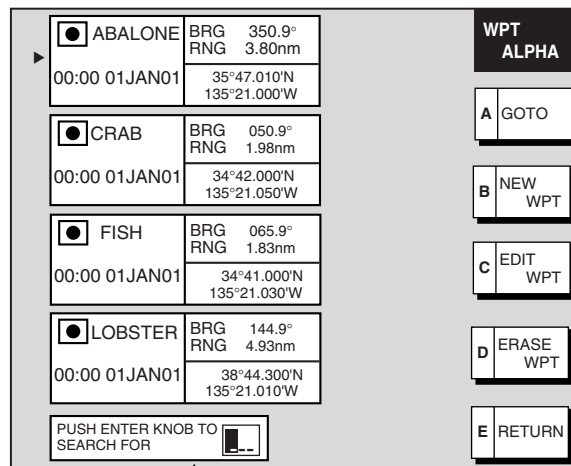 ABALONE
BRG 350.9°
RNG 3.80nm
00:00 01JAN01
35°47.010'N
135°21.000'W
CRAB
BRG 050.9°
RNG 1.98nm
00:00 01JAN01
34°42.000'N
135°21.050'W
FISH
BRG 065.9°
RNG 1.83nm
00:00 01JAN01
34°41.000'N
135°21.030'W
LOBSTER
BRG 144.9°
RNG 4.93nm
00:00 01JAN01
38°44.300'N
135°21.010'W
PUSH ENTER KNOB TO
SEARCH FOR
WPT
ALPHA
A GOTO
B NEW
WPT
C EDIT
WPT
D ERASE
WPT
E RETURN